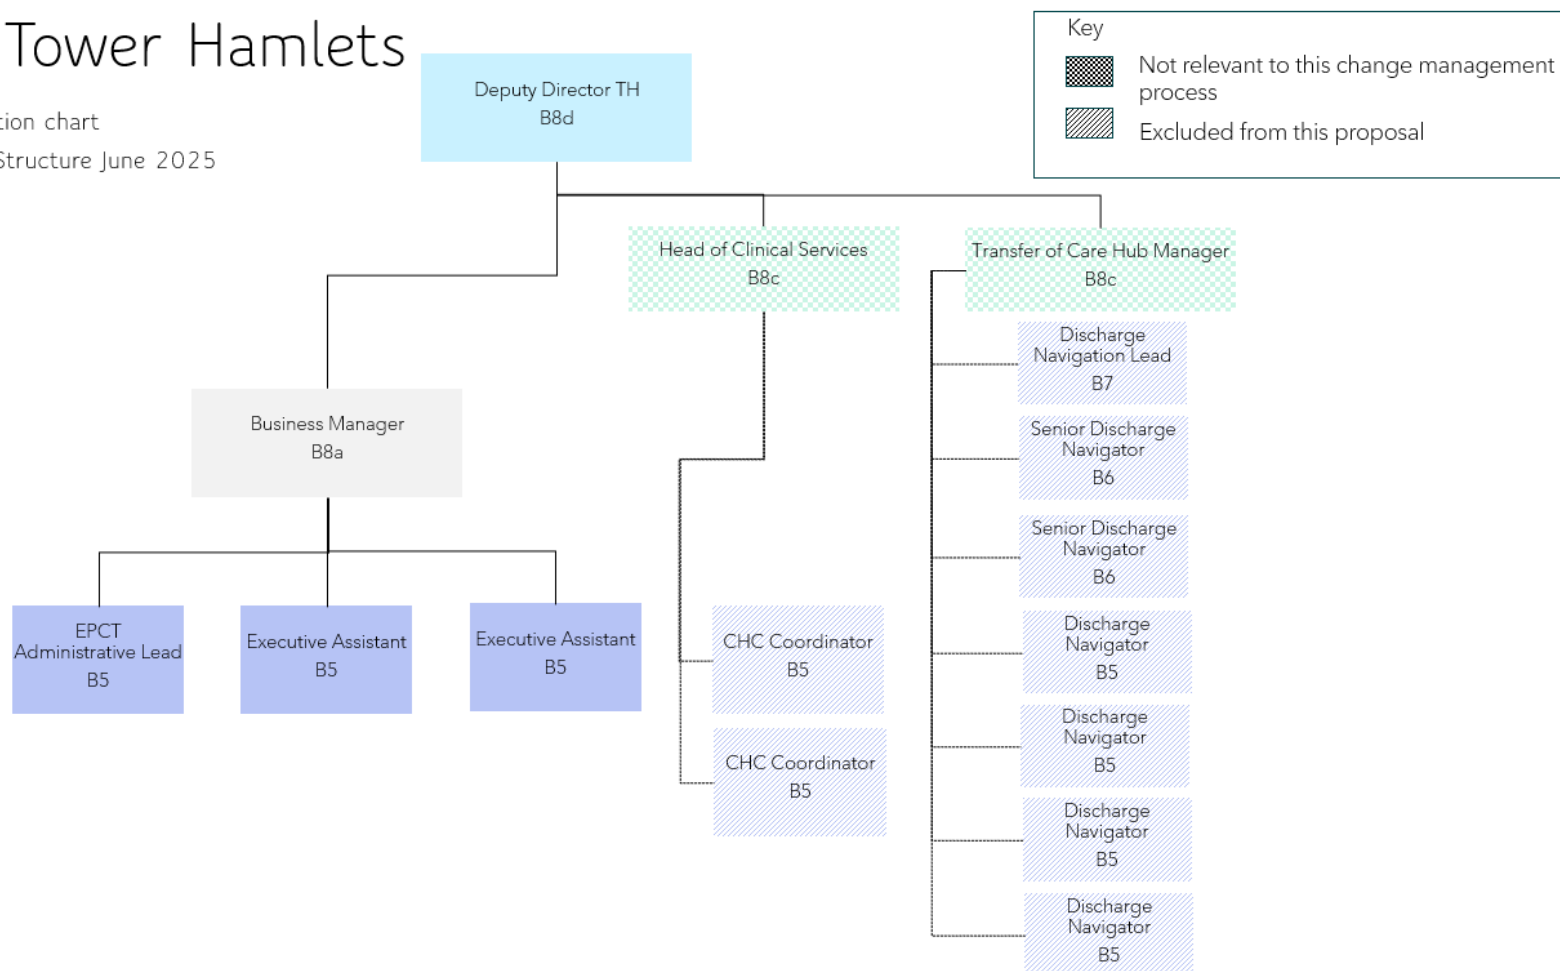 Tower Hamlets
tion chart
Structure June 2025
Key
Not relevant to this change management
process
Excluded from this proposal
Deputy Director TH
B8d
Head of Clinical Services
B8c
Transfer of Care Hub Manager
B8c
Business Manager
B8a
EPCT
Administrative Lead
B5
Executive Assistant
B5
Executive Assistant
B5
CHC Coordinator
B5
CHC Coordinator
B5
Discharge
Navigation Lead
B7
Senior Discharge
Navigator
B6
Senior Discharge
Navigator
B6
Discharge
Navigator
B5
Discharge
Navigator
B5
Discharge
Navigator
B5
Discharge
Navigator
B5